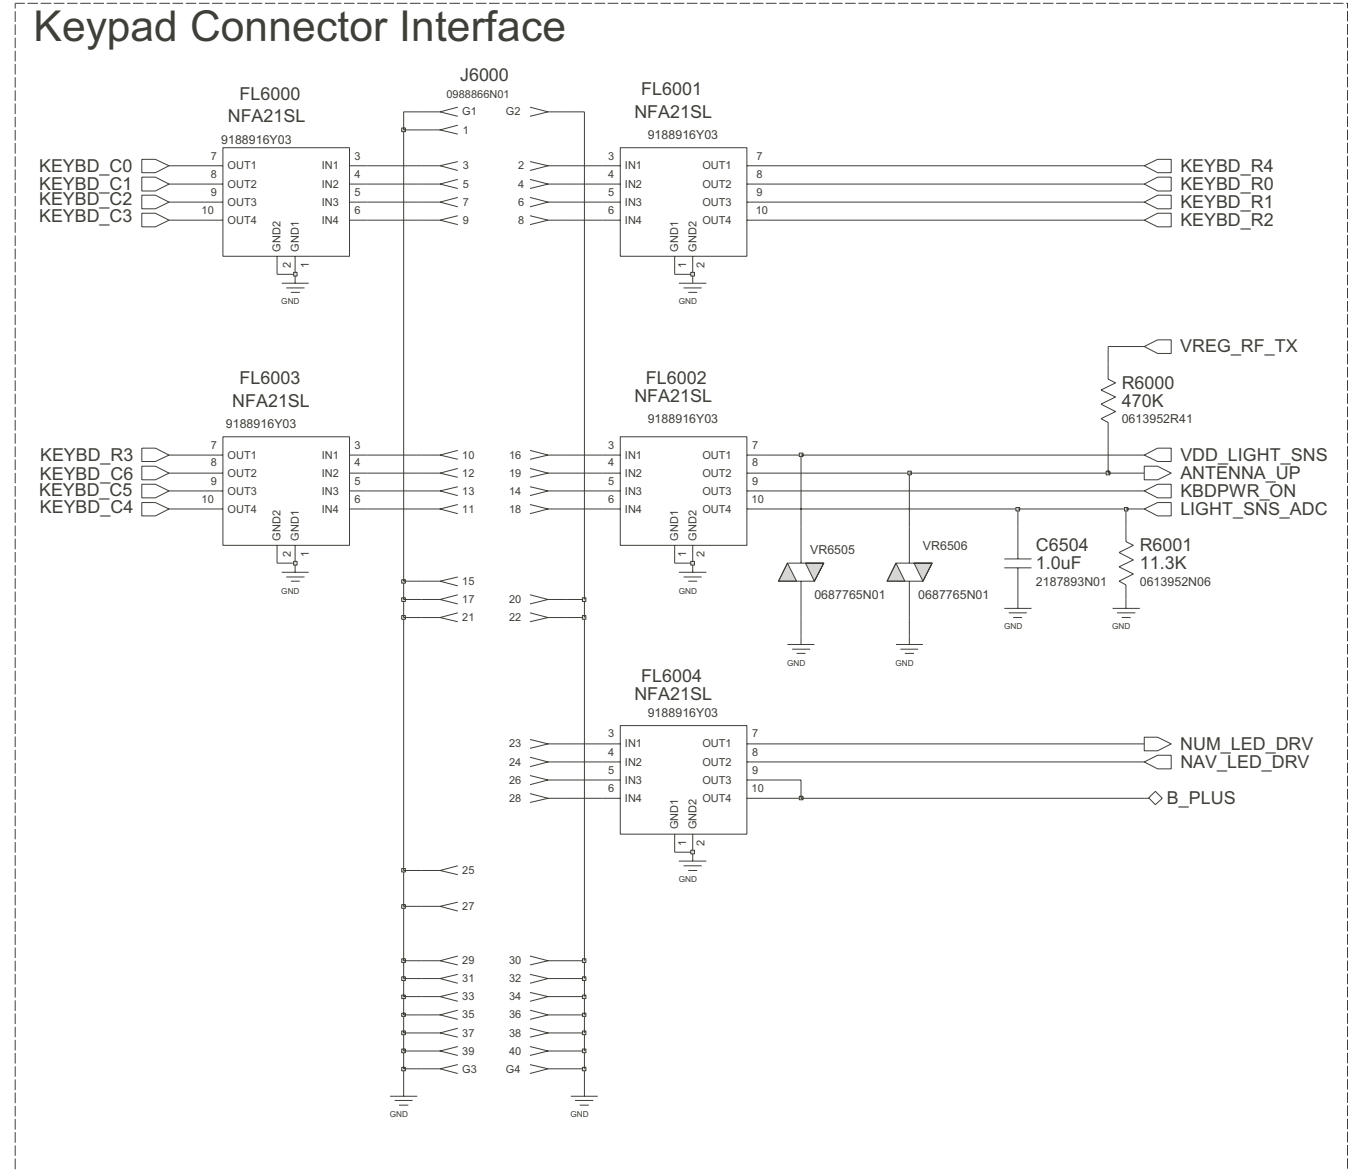 Keypad Connector Interface
J6000
0988866N01
G1 G2
1
FL6000
NFA21SL
9188916Y03
KEYBD_C0 7 OUT1 IN1 3 3
KEYBD_C1 8 OUT2 IN2 4 5
KEYBD_C2 9 OUT3 IN3 5 7
KEYBD_C3 10 OUT4 IN4 6 9
GND2 GND1
2 1
GND
FL6001
NFA21SL
9188916Y03
2 3 IN1 OUT1 7 KEYBD_R4
4 4 IN2 OUT2 8 KEYBD_R0
6 5 IN3 OUT3 9 KEYBD_R1
8 6 IN4 OUT4 10 KEYBD_R2
GND1 GND2
1 2
GND
VREG_RF_TX
R6000
470K
0613952R41
FL6003
NFA21SL
9188916Y03
KEYBD_R3 7 OUT1 IN1 3 10
KEYBD_C6 8 OUT2 IN2 4 12
KEYBD_C5 9 OUT3 IN3 5 13
KEYBD_C4 10 OUT4 IN4 6 11
GND2 GND1
2 1
GND
FL6002
NFA21SL
9188916Y03
16 3 IN1 OUT1 7 VDD_LIGHT_SNS
19 4 IN2 OUT2 8 ANTENNA_UP
14 5 IN3 OUT3 9 KBDPWR_ON
18 6 IN4 OUT4 10 LIGHT_SNS_ADC
GND1 GND2
1 2
GND
VR6505
0687765N01
GND
VR6506
0687765N01
GND
C6504
1.0uF
2187893N01
GND
R6001
11.3K
0613952N06
GND
15
17 20
21 22
FL6004
NFA21SL
9188916Y03
23 3 IN1 OUT1 7 NUM_LED_DRV
24 4 IN2 OUT2 8 NAV_LED_DRV
26 5 IN3 OUT3 9
28 6 IN4 OUT4 10 B_PLUS
GND1 GND2
1 2
GND
25
27
29 30
31 32
33 34
35 36
37 38
39 40
G3 G4
GND GND